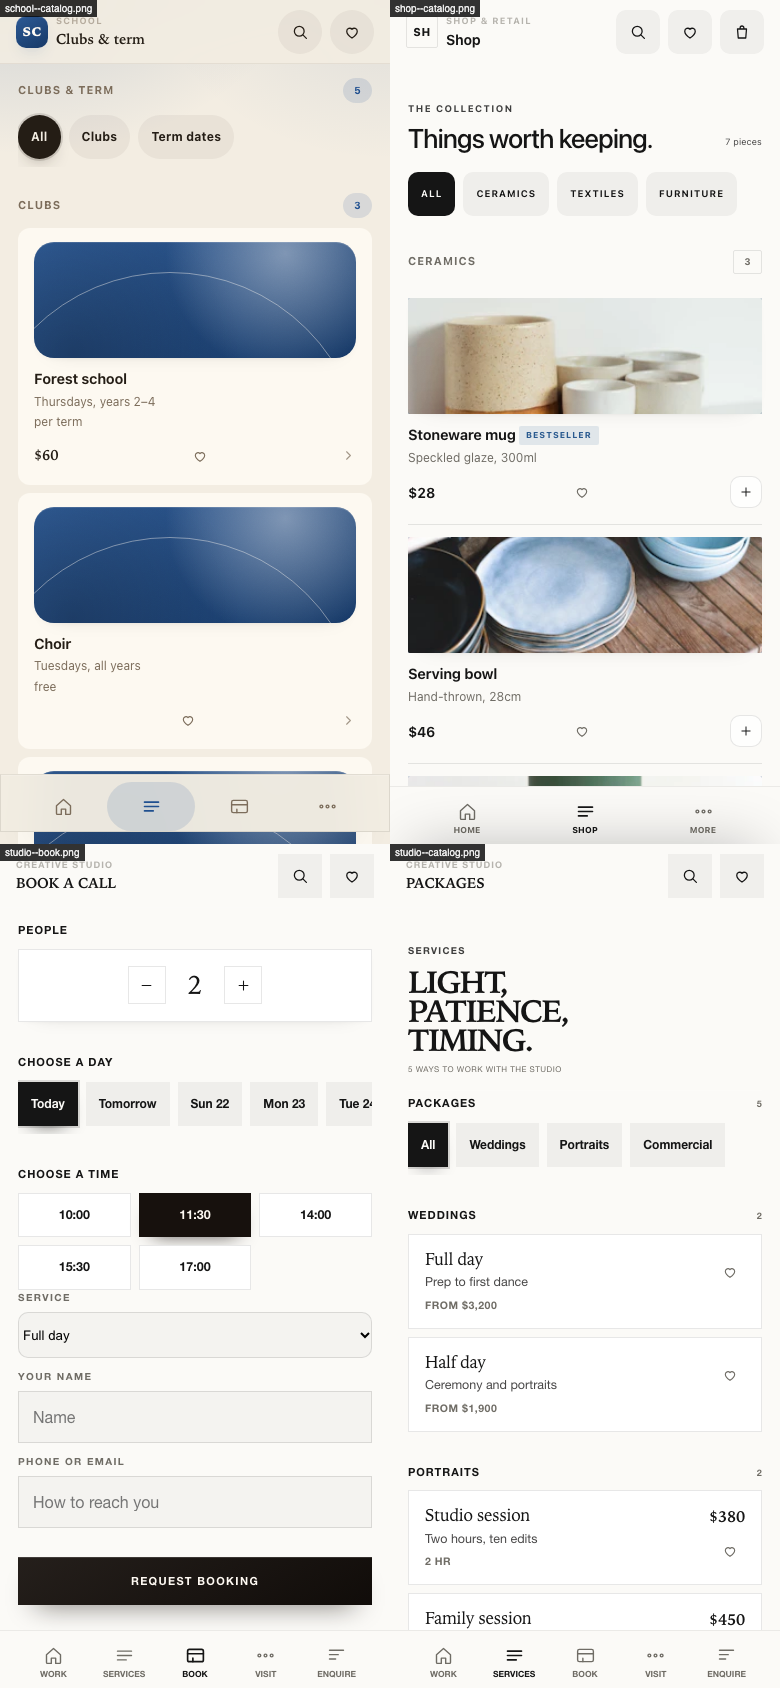 school--catalog.png
SC
SCHOOL
Clubs & term
CLUBS & TERM
5
All
Clubs
Term dates
CLUBS
3
Forest school
Thursdays, years 2–4
per term
$60
Choir
Tuesdays, all years
free
shop--catalog.png
SH
SHOP & RETAIL
Shop
THE COLLECTION
Things worth keeping.
7 pieces
ALL
CERAMICS
TEXTILES
FURNITURE
CERAMICS
3
Stoneware mug
BESTSELLER
Speckled glaze, 300ml
$28
Serving bowl
Hand-thrown, 28cm
$46
HOME
SHOP
MORE
studio--book.png
CREATIVE STUDIO
BOOK A CALL
PEOPLE
− 2 +
CHOOSE A DAY
Today
Tomorrow
Sun 22
Mon 23
Tue 24
CHOOSE A TIME
10:00
11:30
14:00
15:30
17:00
SERVICE
Full day
YOUR NAME
Name
PHONE OR EMAIL
How to reach you
REQUEST BOOKING
WORK
SERVICES
BOOK
VISIT
ENQUIRE
studio--catalog.png
CREATIVE STUDIO
PACKAGES
SERVICES
LIGHT,
PATIENCE,
TIMING.
5 WAYS TO WORK WITH THE STUDIO
PACKAGES
5
All
Weddings
Portraits
Commercial
WEDDINGS
2
Full day
Prep to first dance
FROM $3,200
Half day
Ceremony and portraits
FROM $1,900
PORTRAITS
2
Studio session
$380
Two hours, ten edits
2 HR
Family session
$450
WORK
SERVICES
BOOK
VISIT
ENQUIRE